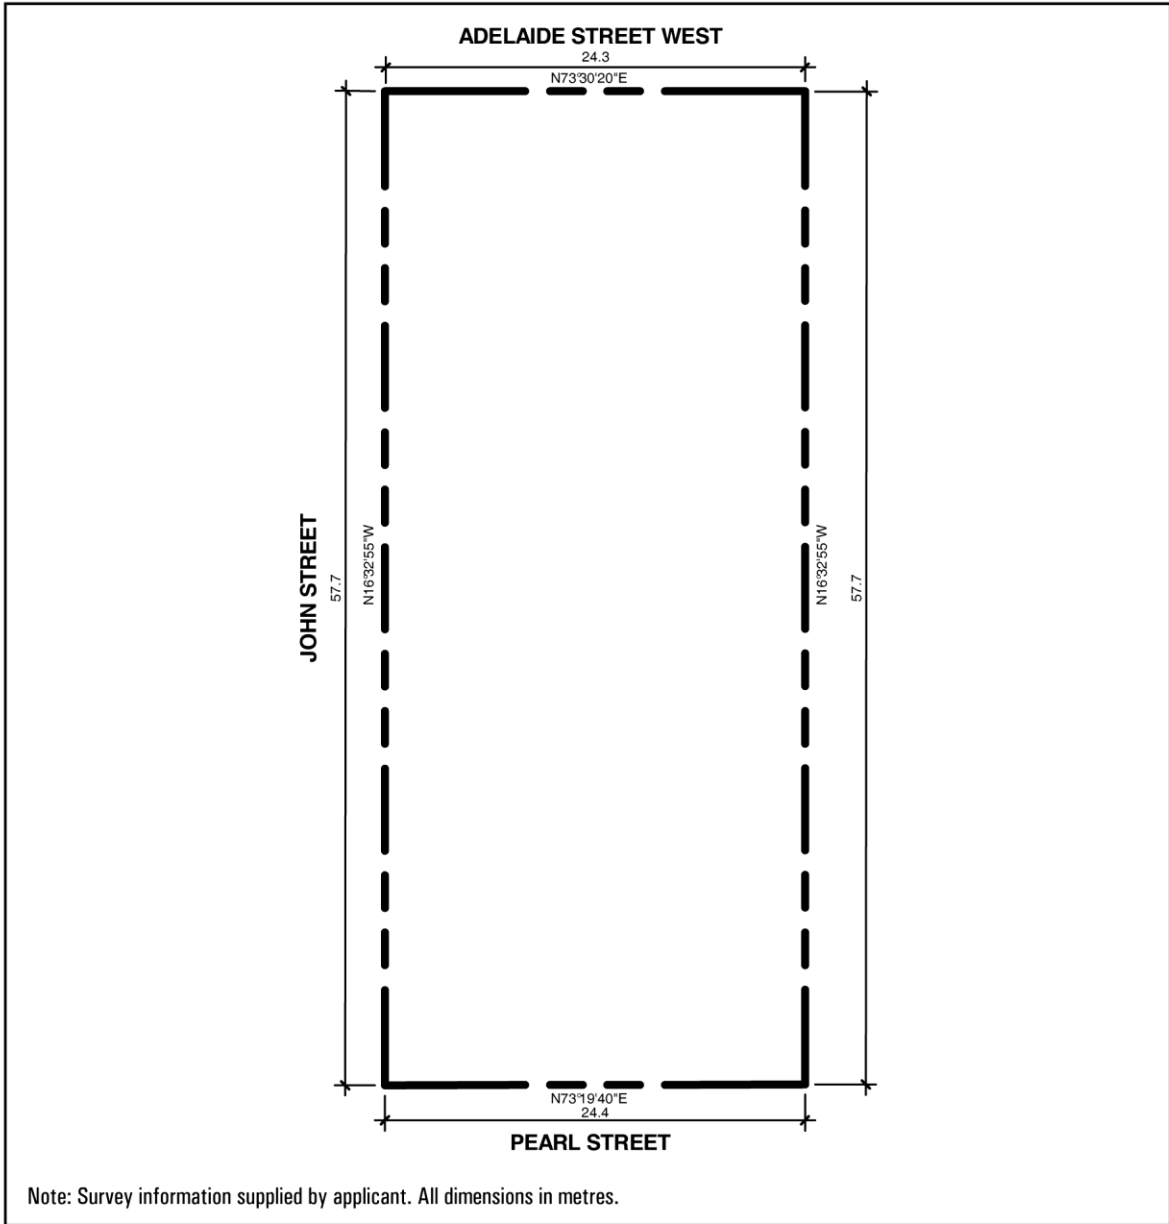 ADELAIDE STREET WEST
24.3
N73°30'20"E
JOHN STREET
57.7
N16°32'55"W
N16°32'55"W
57.7
N73°19'40"E
24.4
PEARL STREET
Note: Survey information supplied by applicant. All dimensions in metres.